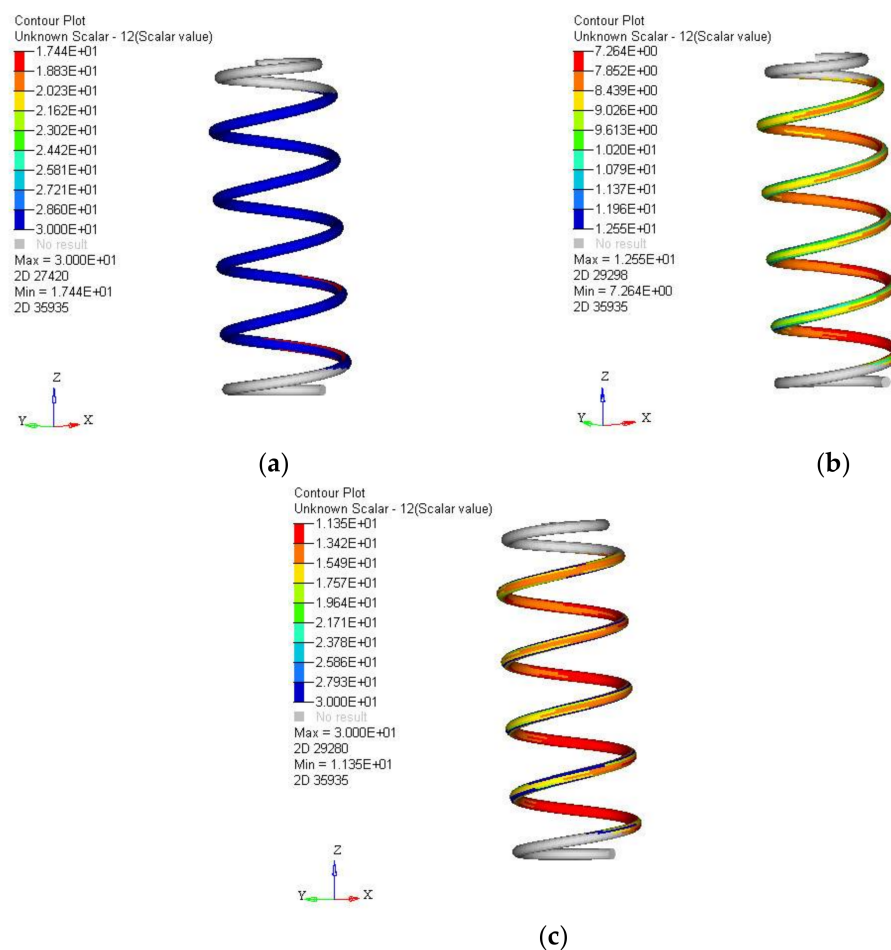 Contour Plot
Unknown Scalar - 12(Scalar value)
1.744E+01
1.883E+01
2.023E+01
2.162E+01
2.302E+01
2.442E+01
2.581E+01
2.721E+01
2.860E+01
3.000E+01
No result
Max = 3.000E+01
2D 27420
Min = 1.744E+01
2D 35935
Z
Y
X
(a)
Contour Plot
Unknown Scalar - 12(Scalar value)
7.264E+00
7.852E+00
8.439E+00
9.026E+00
9.613E+00
1.020E+01
1.079E+01
1.137E+01
1.196E+01
1.255E+01
No result
Max = 1.255E+01
2D 29298
Min = 7.264E+00
2D 35935
Z
Y
X
(b)
Contour Plot
Unknown Scalar - 12(Scalar value)
1.135E+01
1.342E+01
1.549E+01
1.757E+01
1.964E+01
2.171E+01
2.378E+01
2.586E+01
2.793E+01
3.000E+01
No result
Max = 3.000E+01
2D 29280
Min = 1.135E+01
2D 35935
Z
Y
X
(c)